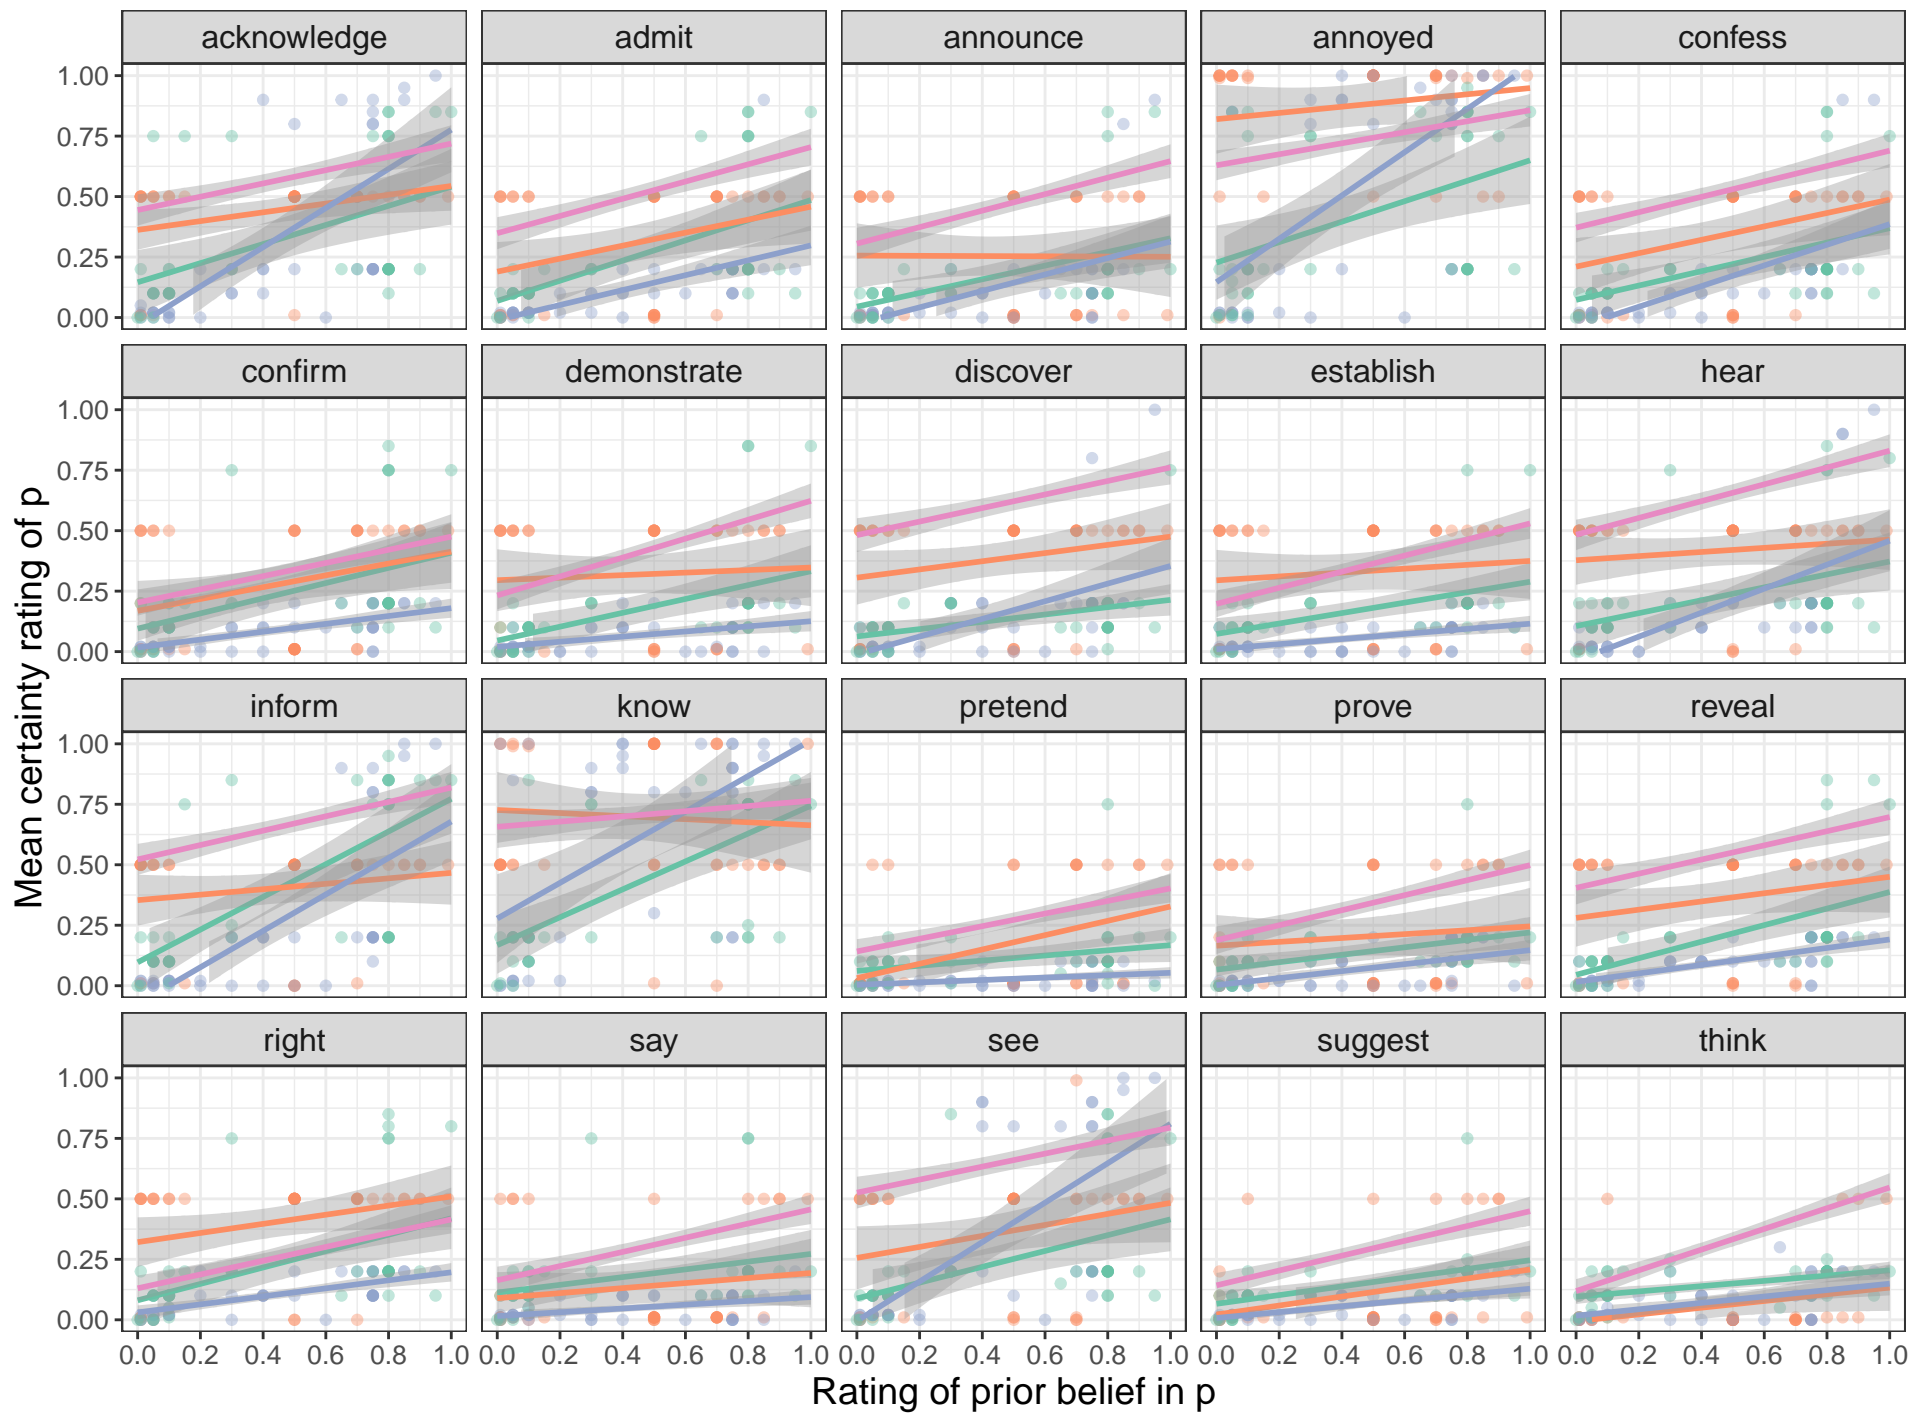 acknowledge admit announce annoyed confess
1.00
0.75
0.50
0.25
0.00
confirm demonstrate discover establish hear
1.00
0.75
0.50
0.25
0.00
Mean certainty rating of p
inform know pretend prove reveal
1.00
0.75
0.50
0.25
0.00
right say see suggest think
1.00
0.75
0.50
0.25
0.00
0.0 0.2 0.4 0.6 0.8 1.0 0.0 0.2 0.4 0.6 0.8 1.0 0.0 0.2 0.4 0.6 0.8 1.0 0.0 0.2 0.4 0.6 0.8 1.0 0.0 0.2 0.4 0.6 0.8 1.0
Rating of prior belief in p